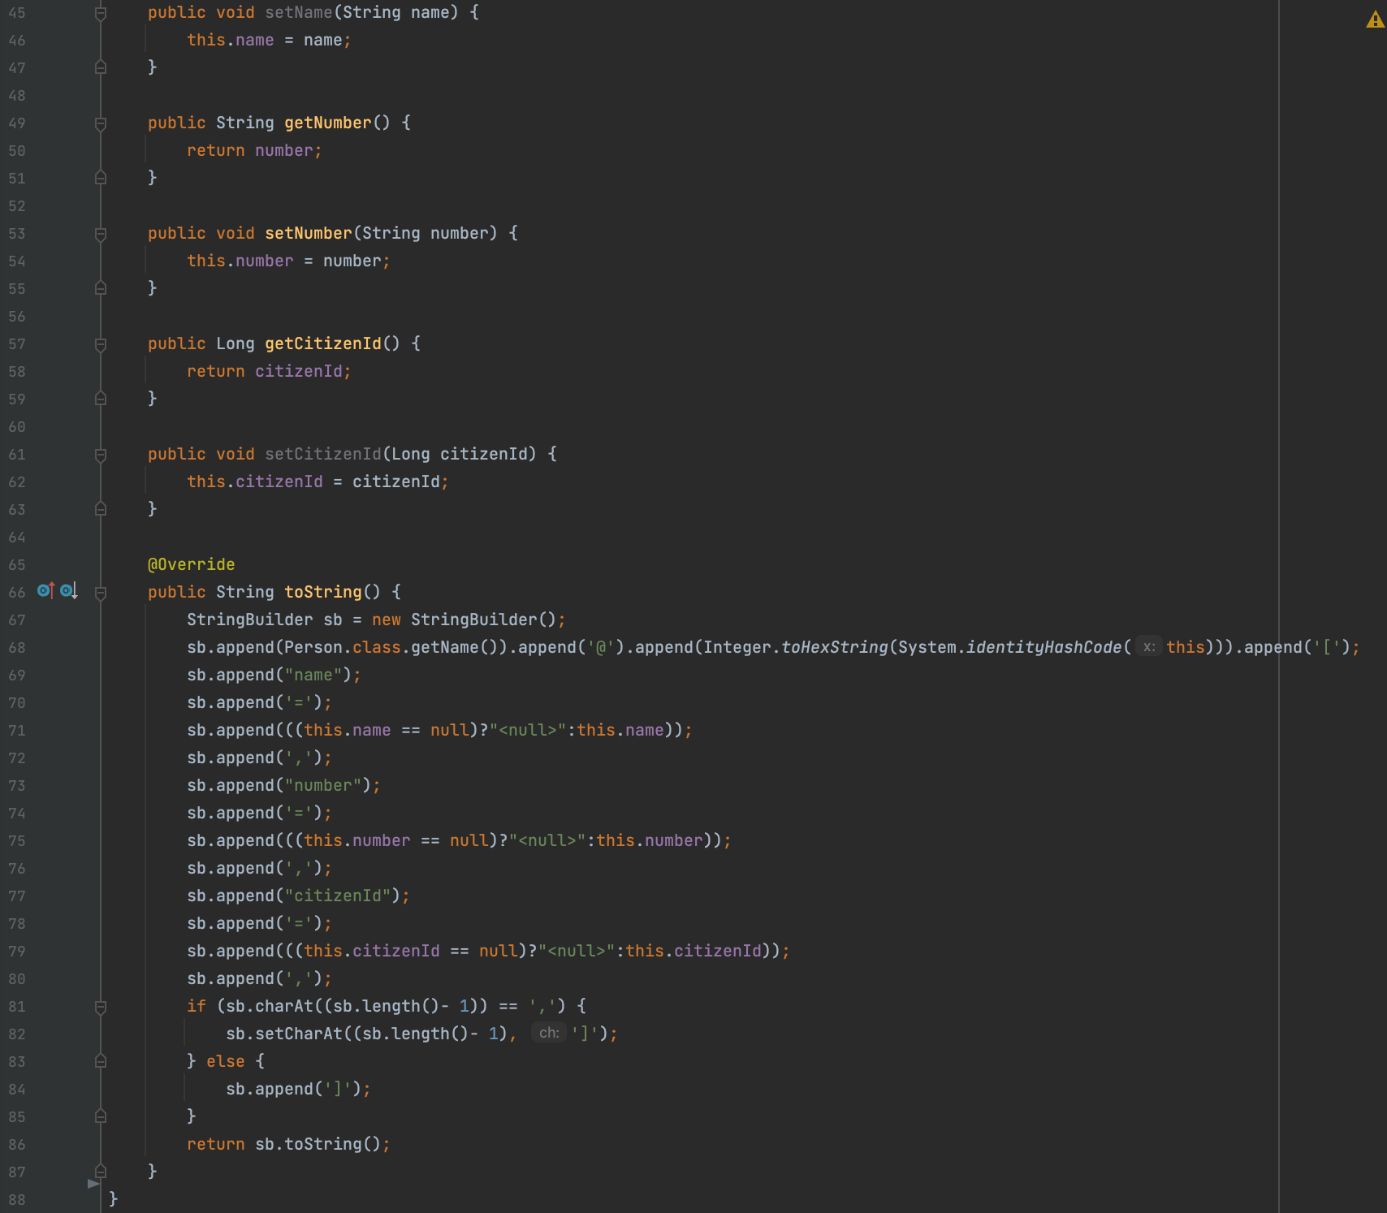 45 public void setName(String name) {
46 this.name = name;
47 }
48
49 public String getNumber() {
50 return number;
51 }
52
53 public void setNumber(String number) {
54 this.number = number;
55 }
56
57 public Long getCitizenId() {
58 return citizenId;
59 }
60
61 public void setCitizenId(Long citizenId) {
62 this.citizenId = citizenId;
63 }
64
65 @Override
66 public String toString() {
67 StringBuilder sb = new StringBuilder();
68 sb.append(Person.class.getName()).append('@').append(Integer.toHexString(System.identityHashCode( x: this))).append('[');
69 sb.append("name");
70 sb.append('=');
71 sb.append(((this.name == null)?"<null>":this.name));
72 sb.append(',');
73 sb.append("number");
74 sb.append('=');
75 sb.append(((this.number == null)?"<null>":this.number));
76 sb.append(',');
77 sb.append("citizenId");
78 sb.append('=');
79 sb.append(((this.citizenId == null)?"<null>":this.citizenId));
80 sb.append(',');
81 if (sb.charAt((sb.length()- 1)) == ',') {
82 sb.setCharAt((sb.length()- 1), ch: ']');
83 } else {
84 sb.append(']');
85 }
86 return sb.toString();
87 }
88 }